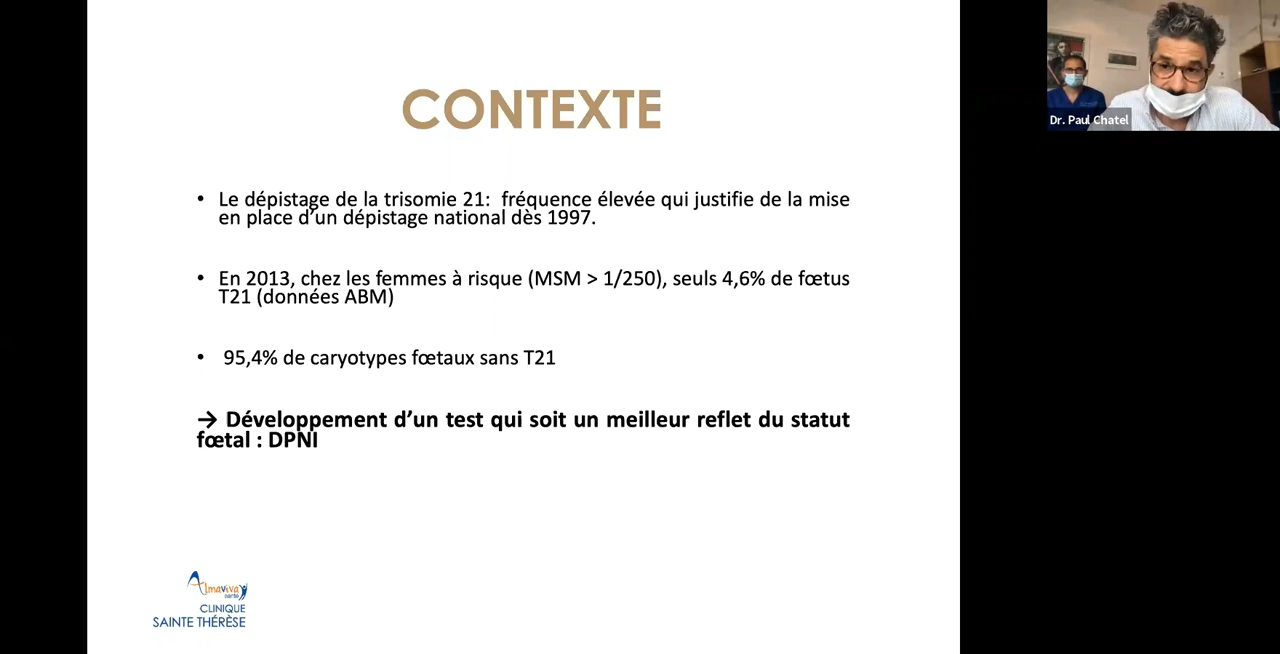 CONTEXTE
• Le dépistage de la trisomie 21:  fréquence élevée qui justifie de la mise
en place d’un dépistage national dès 1997.
• En 2013, chez les femmes à risque (MSM > 1/250), seuls 4,6% de fœtus
T21 (données ABM)
• 95,4% de caryotypes fœtaux sans T21
→ Développement d’un test qui soit un meilleur reflet du statut
fœtal : DPNI
Almaviva
santé
CLINIQUE
SAINTE THÉRÈSE
Dr. Paul Chatel